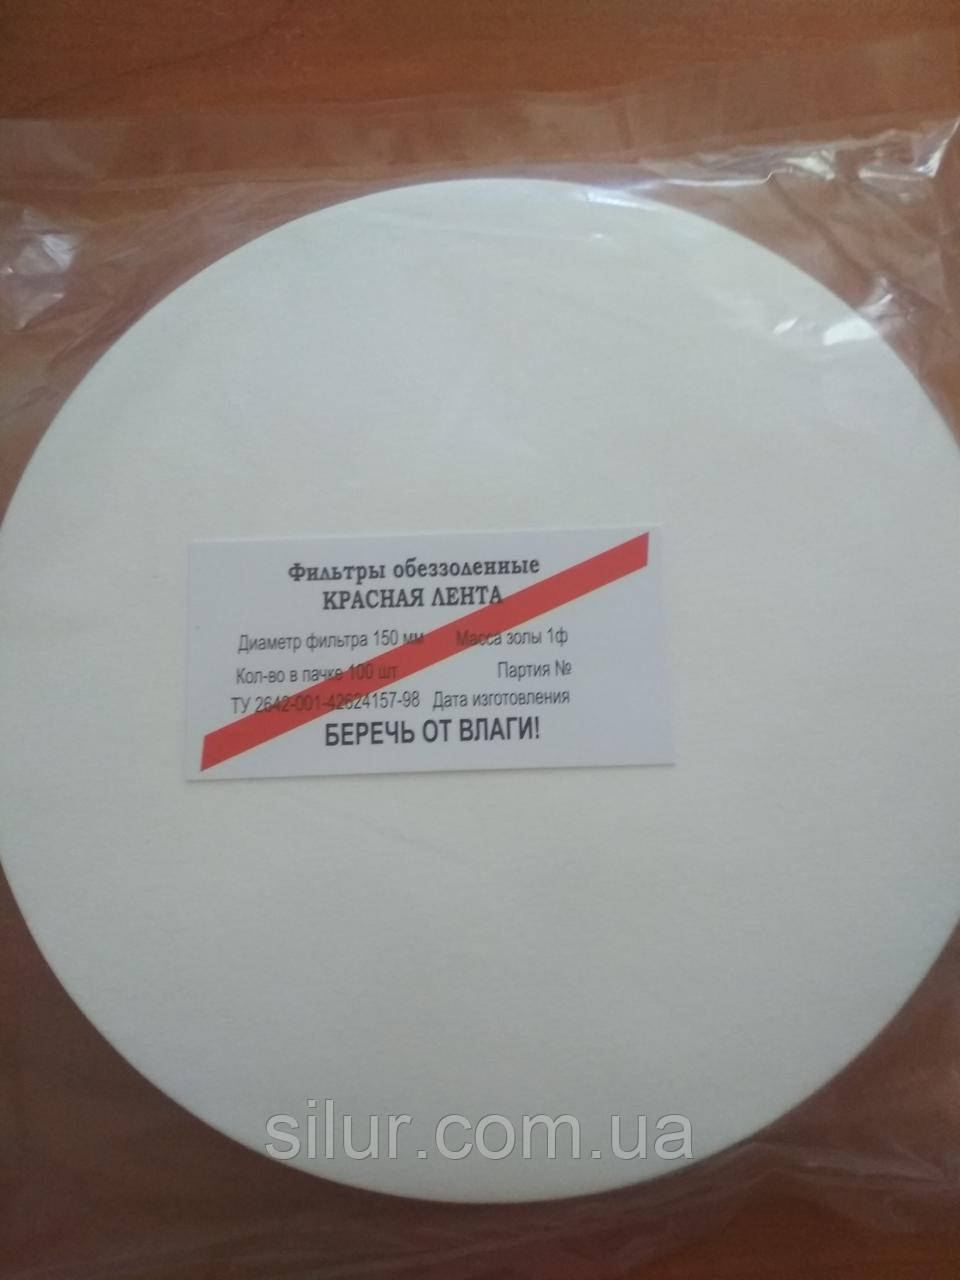 Фильтры обеззоленные
КРАСНАЯ ЛЕНТА
Диаметр фильтра 150 мм Масса золы 1ф
Кол-во в пачке 100 шт Партия №
ТУ 2642-001-42624157-98 Дата изготовления
БЕРЕЧЬ ОТ ВЛАГИ!
silur.com.ua